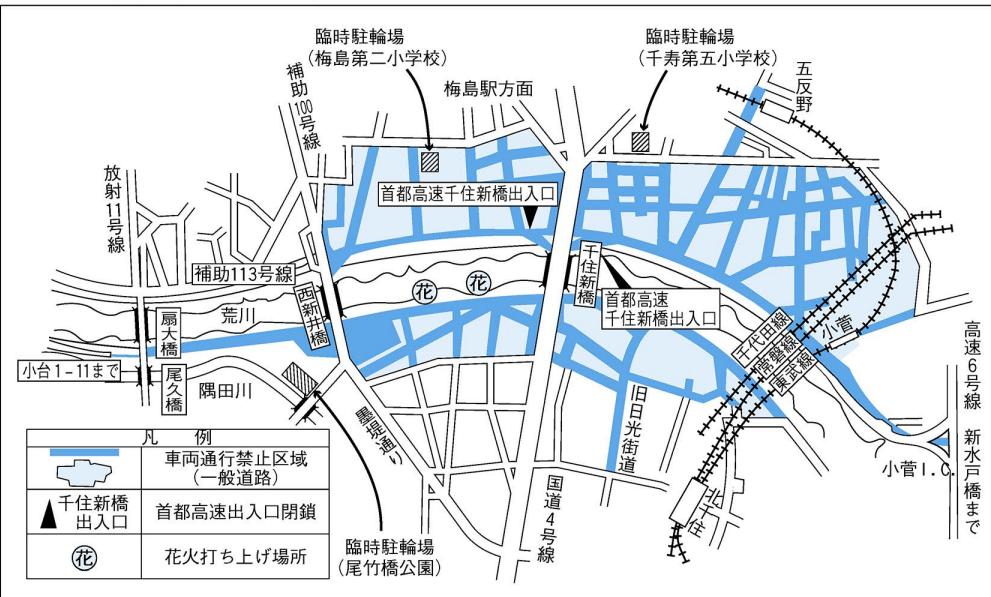 臨時駐輪場
(梅島第二小学校)
臨時駐輪場
(千寿第五小学校)
梅島駅方面
五反野
補助100号線
放射11号線
首都高速千住新橋出入口
補助113号線
西新井橋
荒川
花
花
千住新橋
首都高速
千住新橋出入口
扇大橋
小台1-11まで
尾久橋
隅田川
千代田線
常磐線
東武線
小菅
高速6号線 新水戸橋まで
小菅I.C.
旧日光街道
墨堤通り
国道4号線
北千住
臨時駐輪場
(尾竹橋公園)
凡 例
車両通行禁止区域
(一般道路)
千住新橋
出入口
首都高速出入口閉鎖
花
花火打ち上げ場所